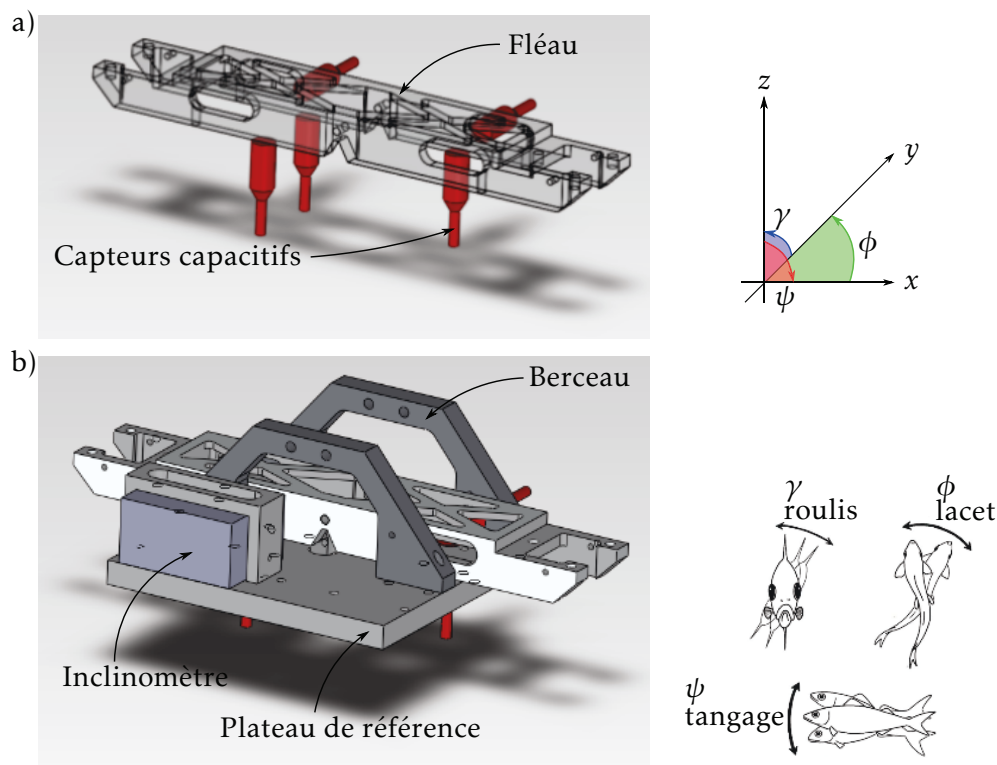 a)
Fléau
Capteurs capacitifs
z
y
γ
ϕ
x
ψ
b)
Berceau
Inclinomètre
Plateau de référence
γ
roulis
ϕ
lacet
ψ
tangage